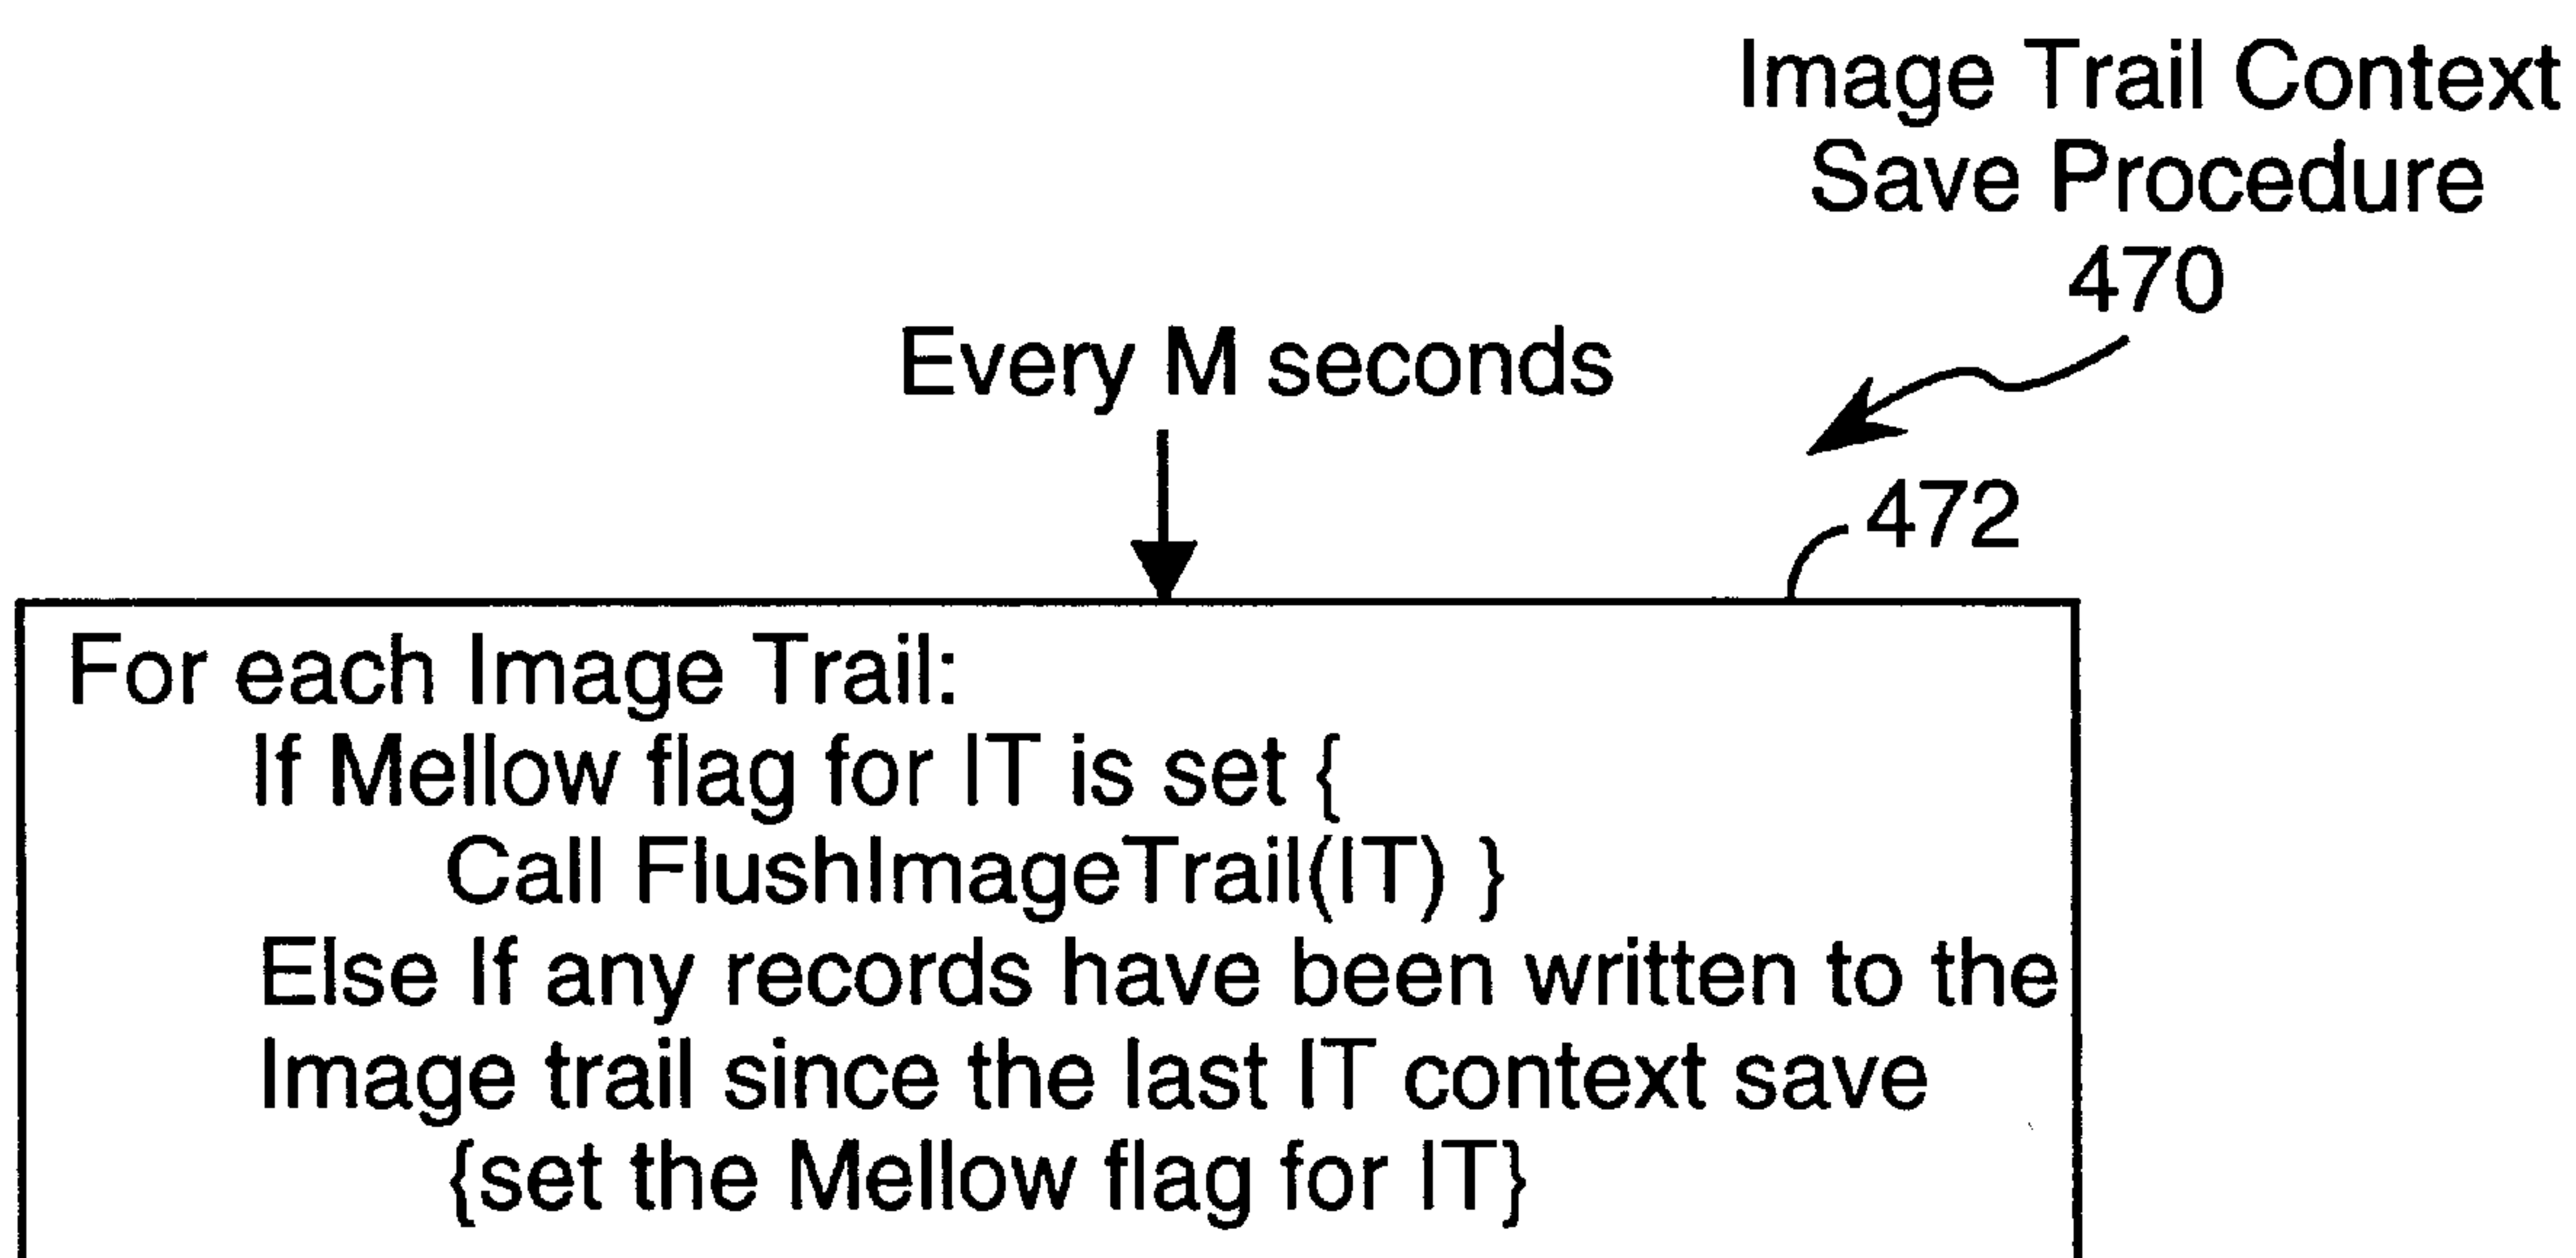 Image Trail Context
Save Procedure
470
Every M seconds
472
For each Image Trail:
If Mellow flag for IT is set {
Call FlushImageTrail(IT) }
Else If any records have been written to the
Image trail since the last IT context save
{set the Mellow flag for IT}